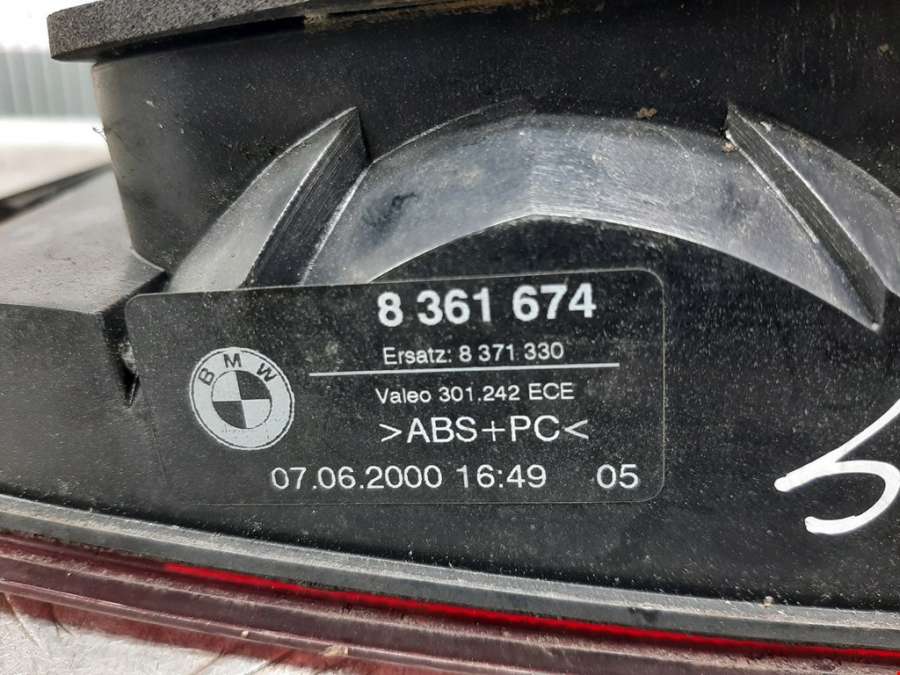 8 361 674
Ersatz: 8 371 330
BMW
Valeo 301.242 ECE
>ABS+PC<
07.06.2000 16:49 05